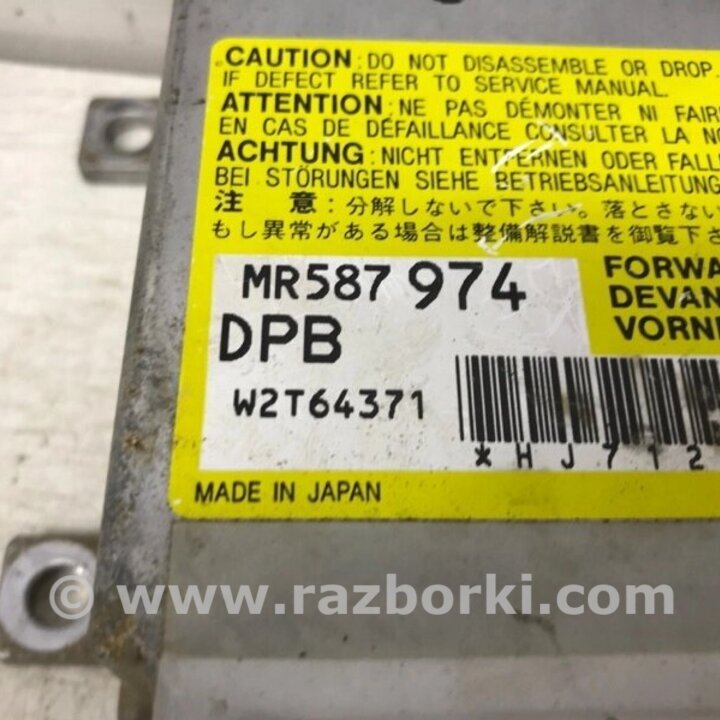 CAUTION : DO NOT DISASSEMBLE OR DROP.
IF DEFECT REFER TO SERVICE MANUAL.
ATTENTION : NE PAS DÉMONTER NI FAIRE
EN CAS DE DÉFAILLANCE CONSULTER LA NO
ACHTUNG : NICHT ENTFERNEN ODER FALLE
BEI STÖRUNGEN SIEHE BETRIEBSANLEITUNG
注 意 : 分解しないで下さい。落とさない
もし異常がある場合は整備解説書を御覧下さ
MR587 974
DPB
W2T64371
FORWA
DEVAN
VORNE
*HJ712
MADE IN JAPAN
© www.razborki.com